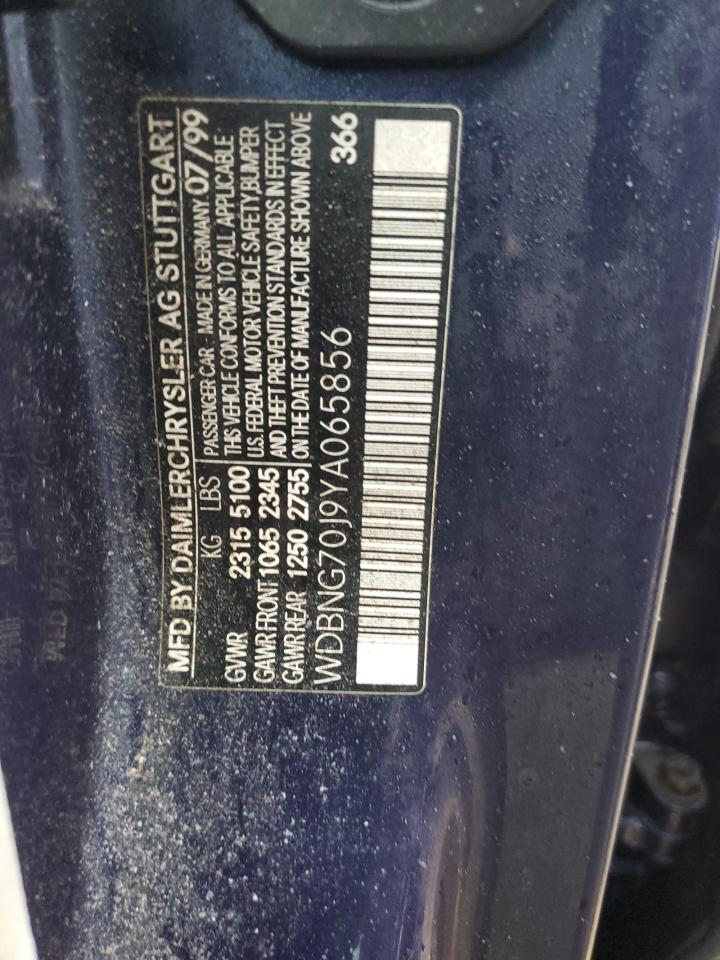 MFD BY DAIMLERCHRYSLER AG STUTTGART
KG LBS
GVWR 2315 5100
GAWR FRONT 1065 2345
GAWR REAR 1250 2755
PASSENGER CAR MADE IN GERMANY 07/99
THIS VEHICLE CONFORMS TO ALL APPLICABLE
U.S. FEDERAL MOTOR VEHICLE SAFETY,BUMPER
AND THEFT PREVENTION STANDARDS IN EFFECT
ON THE DATE OF MANUFACTURE SHOWN ABOVE
WDBNG70J9YA065856 366